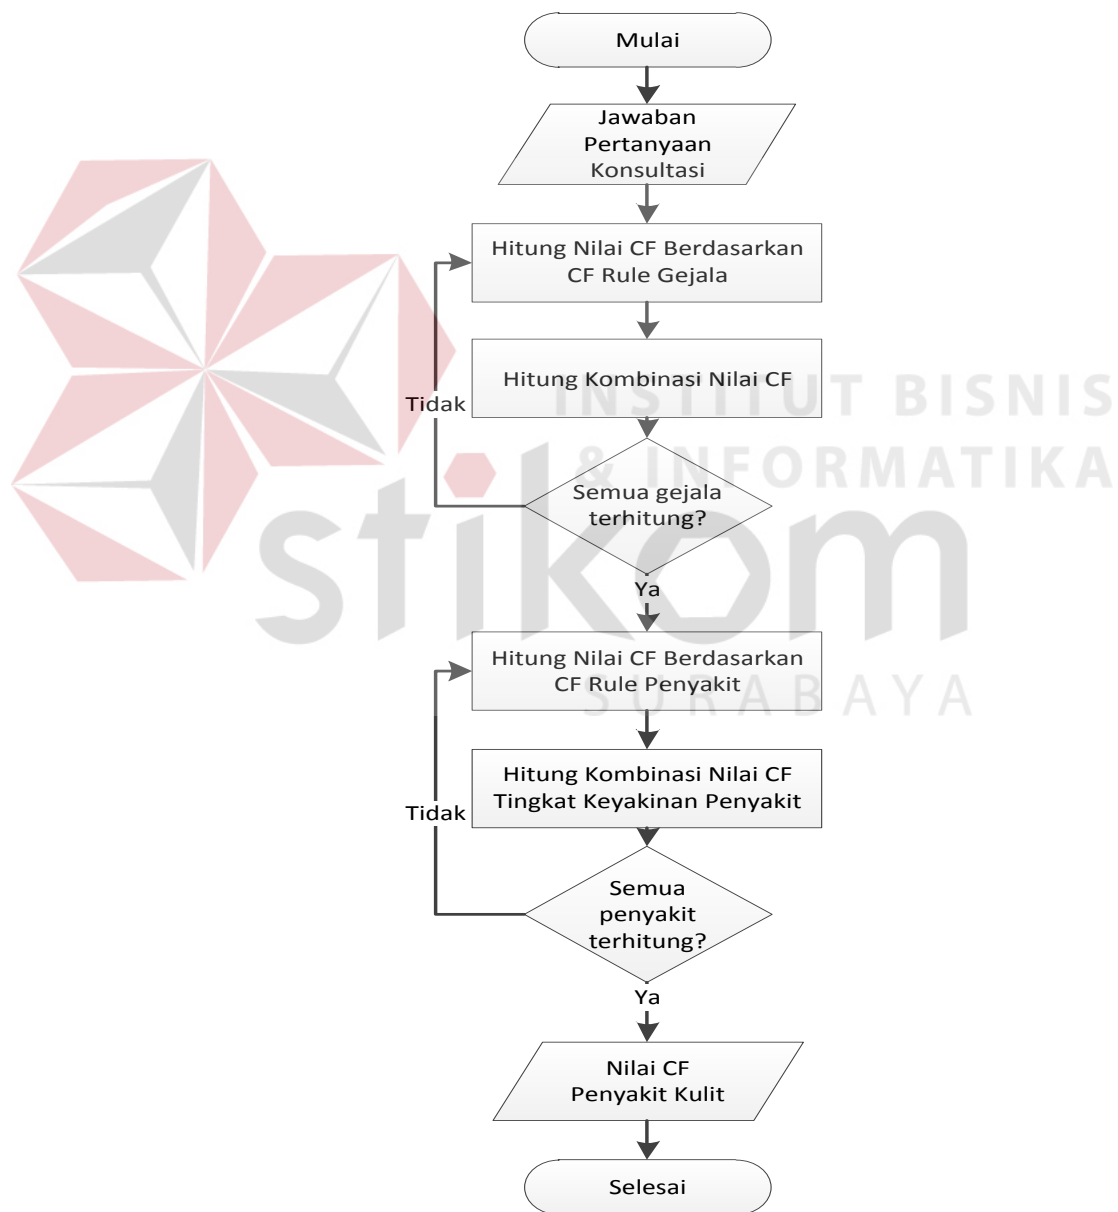 Mulai
Jawaban
Pertanyaan
Konsultasi
Hitung Nilai CF Berdasarkan
CF Rule Gejala
Hitung Kombinasi Nilai CF
Tidak
INSTITUT BISNIS
& INFORMATIKA
Semua gejala
terhitung?
stikom
Ya
Hitung Nilai CF Berdasarkan
CF Rule Penyakit
SURABAYA
Hitung Kombinasi Nilai CF
Tingkat Keyakinan Penyakit
Tidak
Semua
penyakit
terhitung?
Ya
Nilai CF
Penyakit Kulit
Selesai